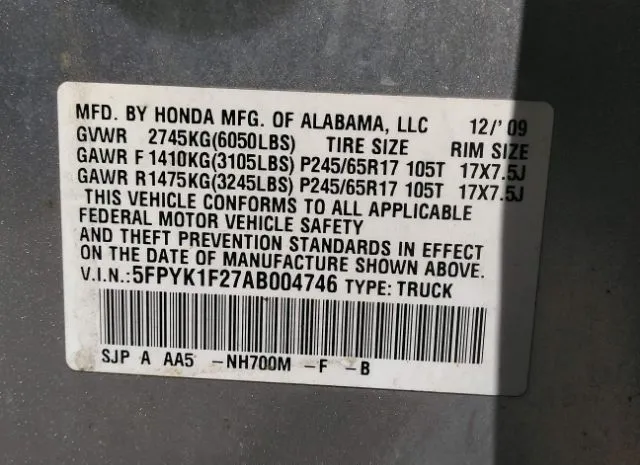 MFD. BY HONDA MFG. OF ALABAMA, LLC 12/'09
GVWR 2745KG(6050LBS) TIRE SIZE RIM SIZE
GAWR F 1410KG(3105LBS) P245/65R17 105T 17X7.5J
GAWR R1475KG(3245LBS) P245/65R17 105T 17X7.5J
THIS VEHICLE CONFORMS TO ALL APPLICABLE
FEDERAL MOTOR VEHICLE SAFETY
AND THEFT PREVENTION STANDARDS IN EFFECT
ON THE DATE OF MANUFACTURE SHOWN ABOVE.
V.I.N.: 5FPYK1F27AB004746 TYPE: TRUCK
SJP A AA5 -NH700M -F -B